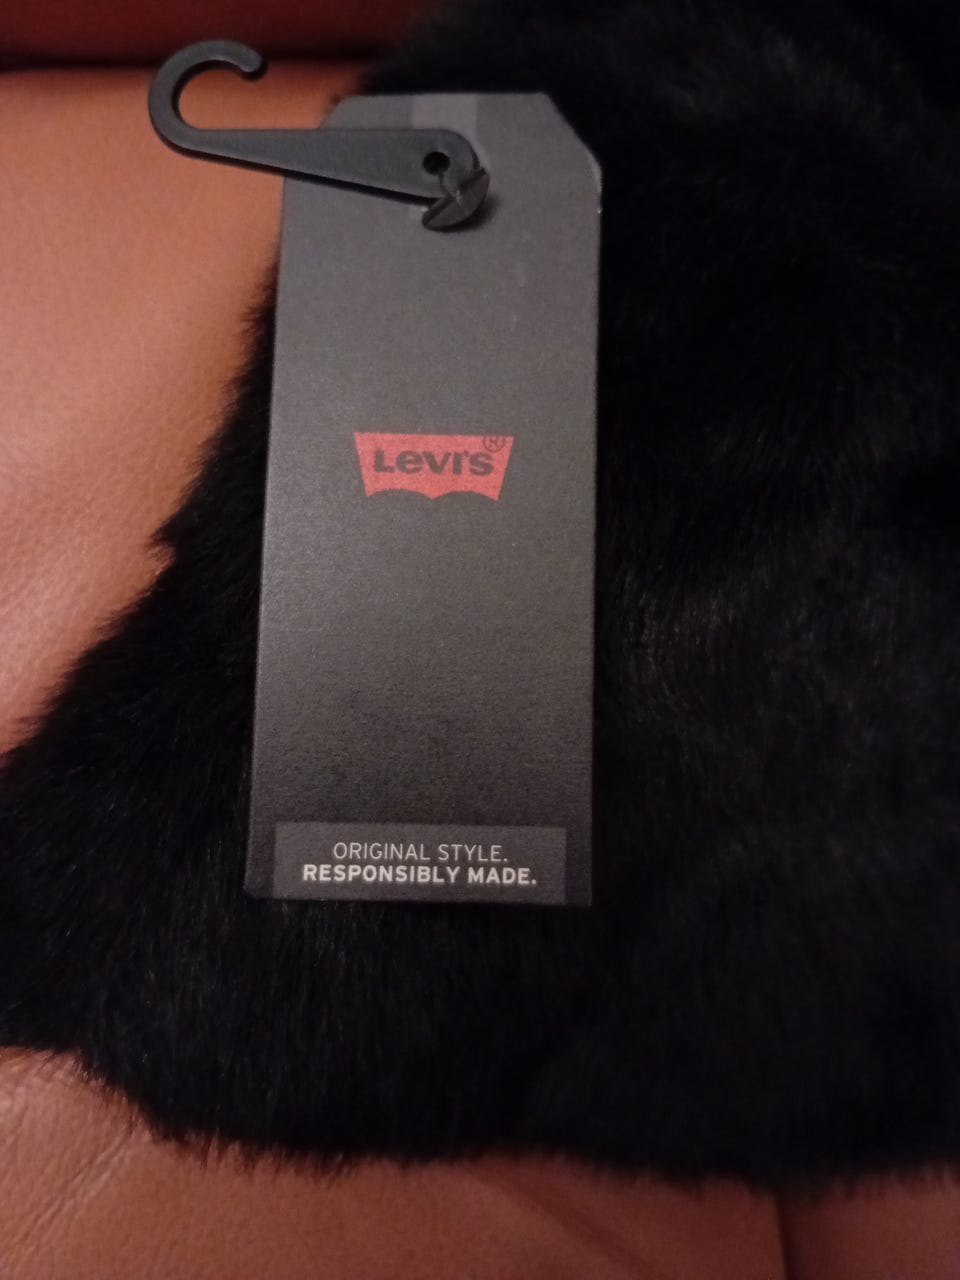 Levi's®
ORIGINAL STYLE.
RESPONSIBLY MADE.